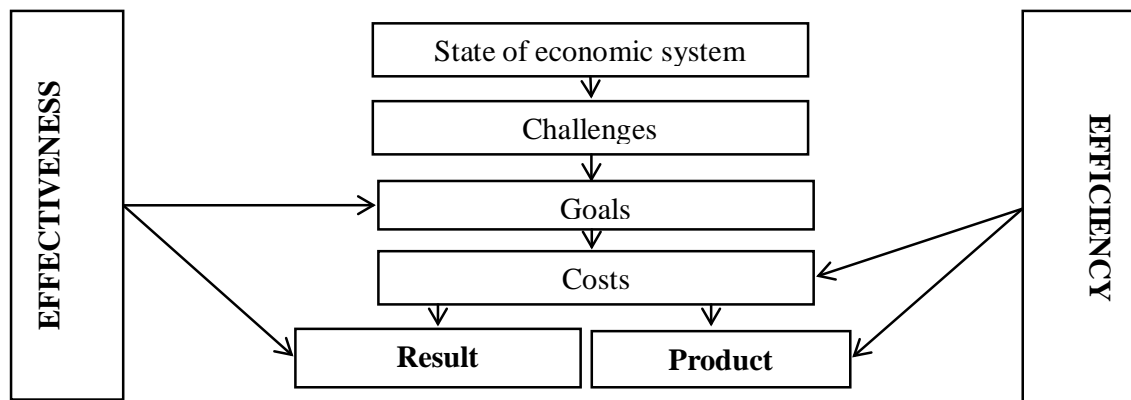 EFFECTIVENESS
State of economic system
Challenges
Goals
Costs
Result
Product
EFFICIENCY